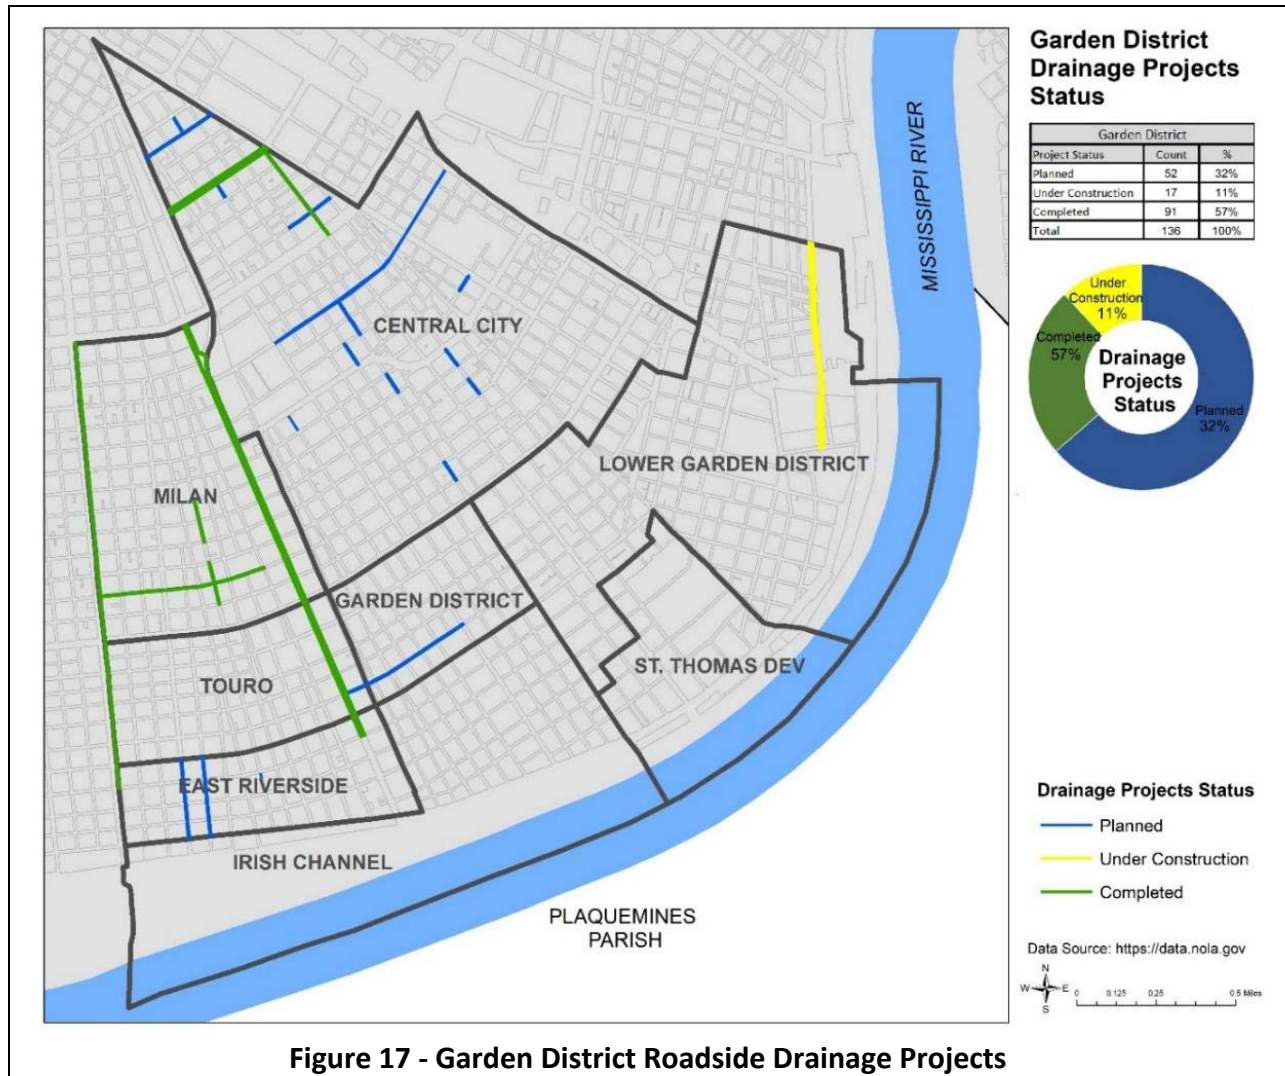 Garden District
Drainage Projects
Status
Garden District
Project Status Count %
Planned 52 32%
Under Construction 17 11%
Completed 91 57%
Total 136 100%
Under
Construction
11%
Completed
57%
Drainage
Projects
Status
Planned
32%
MISSISSIPPI RIVER
CENTRAL CITY
LOWER GARDEN DISTRICT
MILAN
GARDEN DISTRICT
ST. THOMAS DEV
TOURO
EAST RIVERSIDE
IRISH CHANNEL
PLAQUEMINES
PARISH
Drainage Projects Status
Planned
Under Construction
Completed
Data Source: https://data.nola.gov
N
W E
S
0 0.125 0.25 0.5 Miles
Figure 17 - Garden District Roadside Drainage Projects